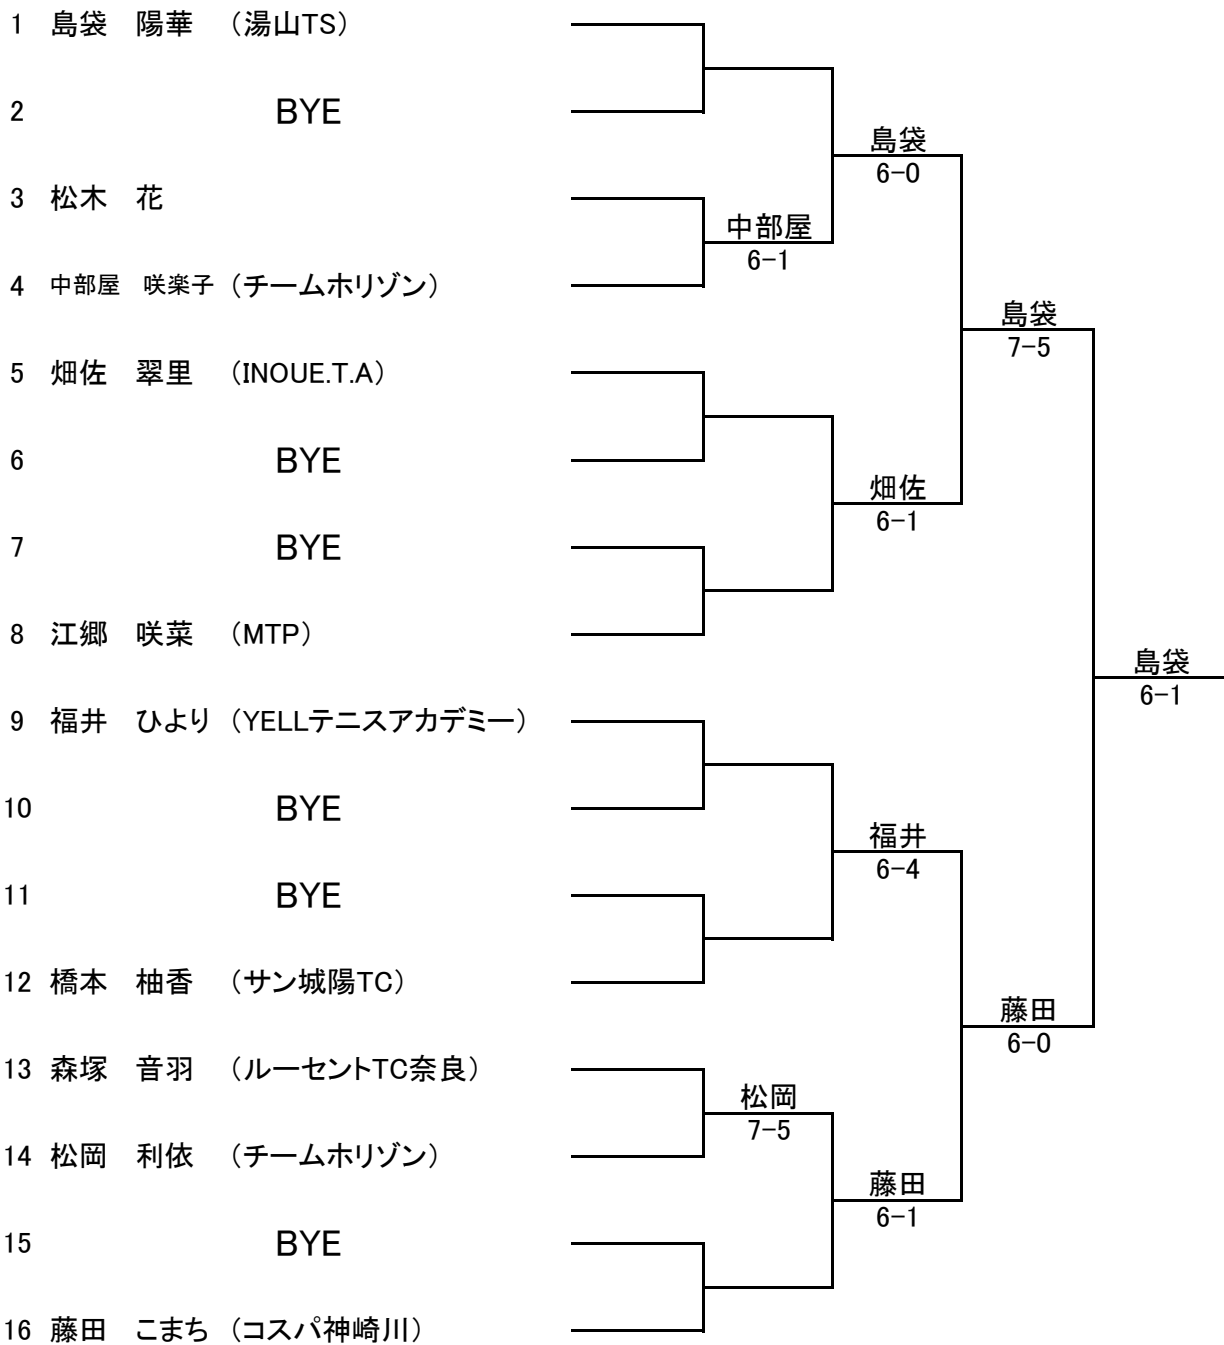 1 島袋 陽華 （湯山TS）
2 BYE
島袋
6-0
3 松木 花
中部屋
6-1
4 中部屋 咲楽子 （チームホリゾン）
島袋
7-5
5 畑佐 翠里 （INOUE.T.A）
6 BYE
畑佐
6-1
7 BYE
8 江郷 咲菜 （MTP）
島袋
6-1
9 福井 ひより （YELLテニスアカデミー）
10 BYE
福井
6-4
11 BYE
12 橋本 柚香 （サン城陽TC）
藤田
6-0
13 森塚 音羽 （ルーセントTC奈良）
松岡
7-5
14 松岡 利依 （チームホリゾン）
藤田
6-1
15 BYE
16 藤田 こまち （コスパ神崎川）